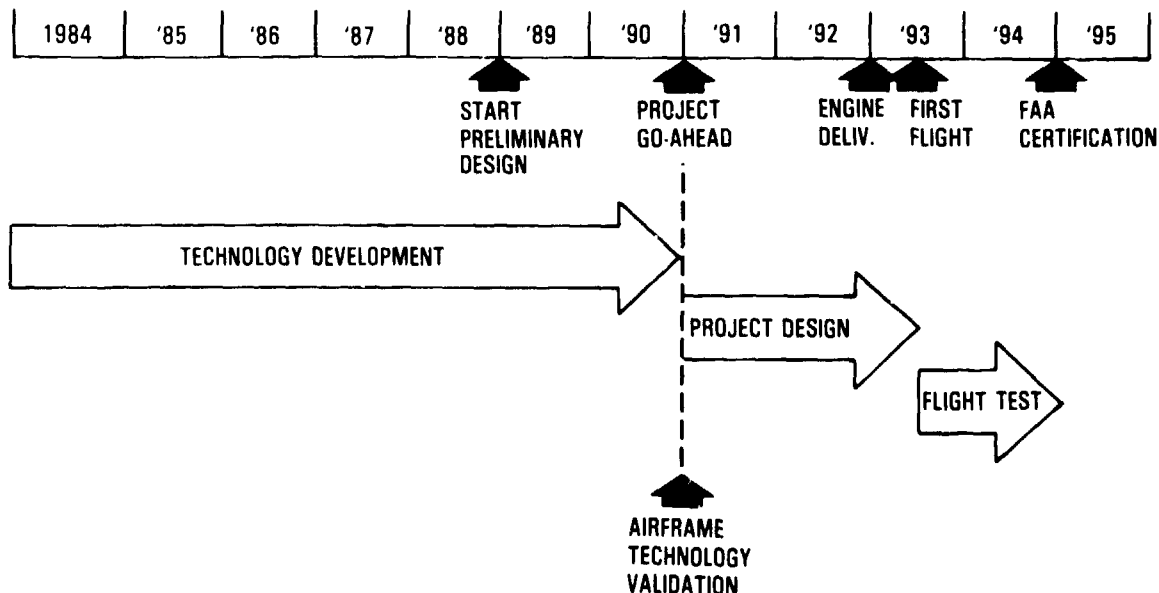 1984 '85 '86 '87 '88 '89 '90 '91 '92 '93 '94 '95
START PRELIMINARY DESIGN
PROJECT GO-AHEAD
ENGINE DELIV.
FIRST FLIGHT
FAA CERTIFICATION
TECHNOLOGY DEVELOPMENT
PROJECT DESIGN
FLIGHT TEST
AIRFRAME
TECHNOLOGY
VALIDATION